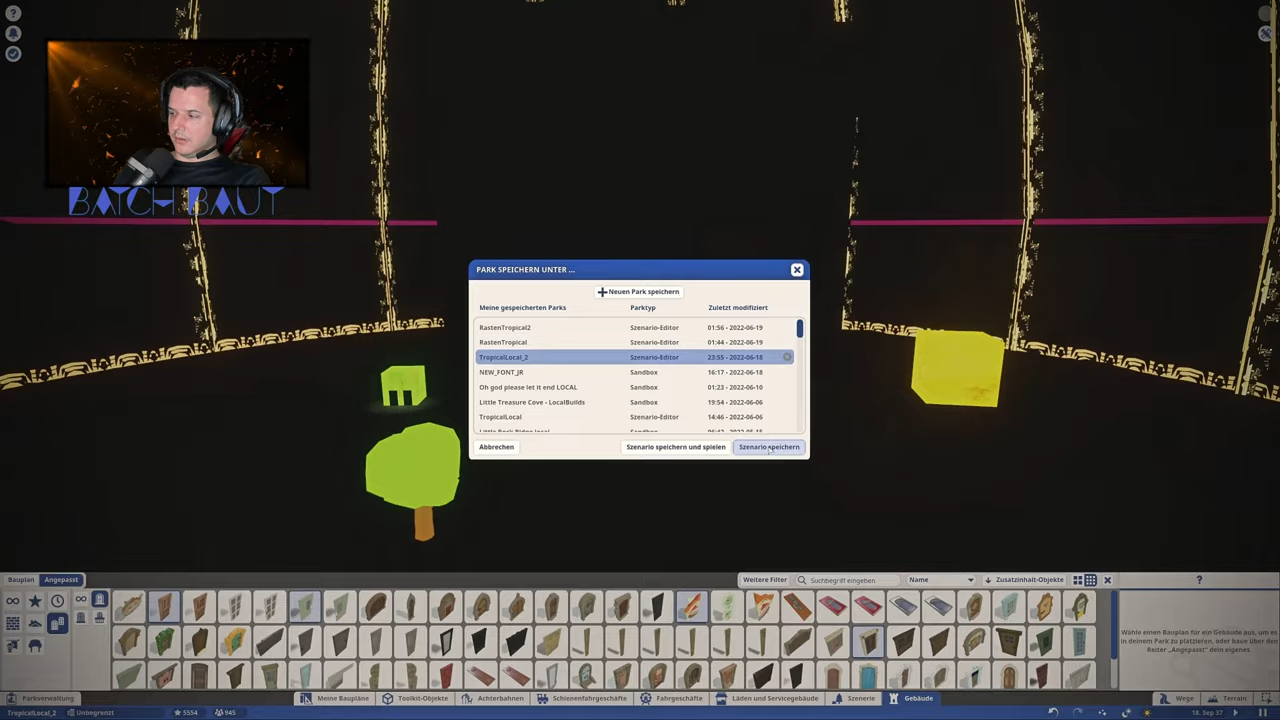 BATCH BAUT
PARK SPEICHERN UNTER ...
Neuen Park speichern
Meine gespeicherten Parks Parktyp Zuletzt modifiziert
RastenTropical2 Szenario-Editor 01:56 - 2022-06-19
RastenTropical Szenario-Editor 01:44 - 2022-06-19
TropicalLocal_2 Szenario-Editor 23:55 - 2022-06-18
NEW_FONT_JR Sandbox 16:17 - 2022-06-18
Oh god please let it end LOCAL Sandbox 01:23 - 2022-06-10
Little Treasure Cove - LocalBuilds Sandbox 19:54 - 2022-06-06
TropicalLocal Szenario-Editor 14:46 - 2022-06-06
Abbrechen Szenario speichern und spielen Szenario speichern
Bauplan Angepasst Weitere Filter Suchbegriff eingeben Name Zusatzinhalt-Objekte ?
Wähle einen Bauplan für ein Gebäude aus, um es
in deinem Park zu platzieren, oder baue über den
Reiter „Angepasst" dein eigenes.
Parkverwaltung Meine Baupläne Toolkit-Objekte Achterbahnen Schienenfahrgeschäfte Fahrgeschäfte Läden und Servicegebäude Szenerie Gebäude Wege Terrain
TropicalLocal_2 Unbegrenzt 5554 945 18. Sep 37